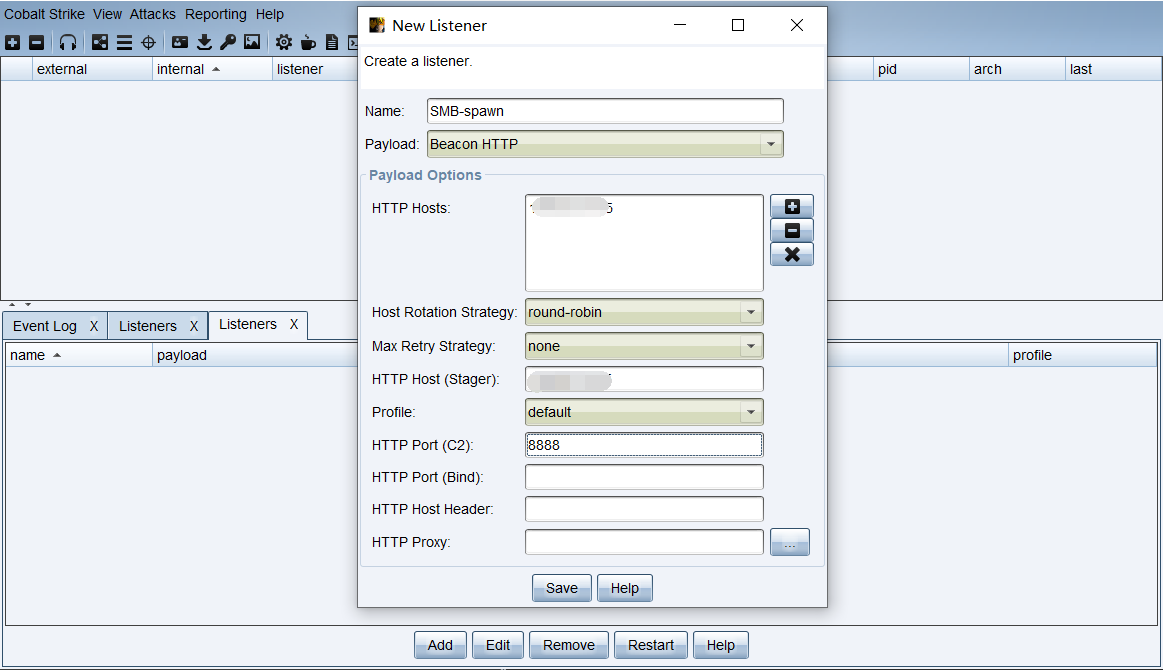 Cobalt Strike View Attacks Reporting Help
New Listener
Create a listener.
external internal listener pid arch last
Name: SMB-spawn
Payload: Beacon HTTP
Payload Options
HTTP Hosts:
Host Rotation Strategy: round-robin
Max Retry Strategy: none
HTTP Host (Stager):
Profile: default
HTTP Port (C2): 8888
HTTP Port (Bind):
HTTP Host Header:
HTTP Proxy: ...
Save Help
Event Log X Listeners X Listeners X
name payload profile
Add Edit Remove Restart Help